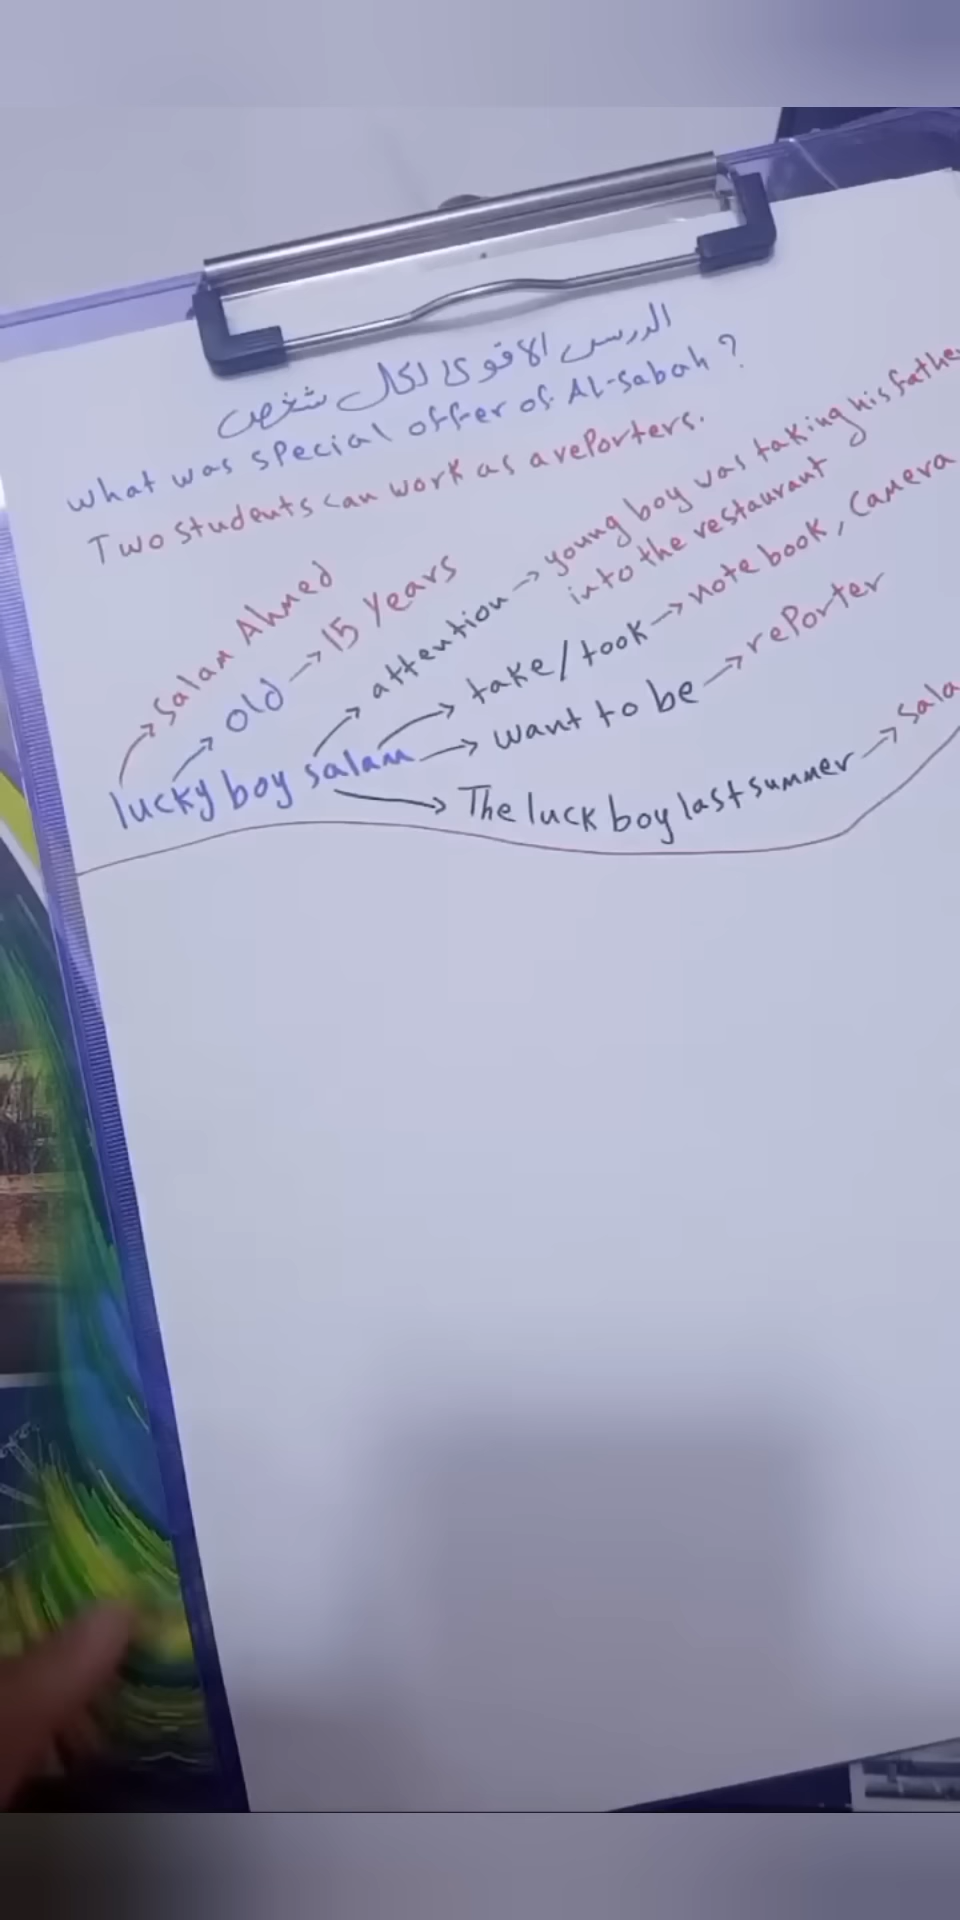 الدرس الاقوى لكل شخص
what was special offer of Al-Sabah?
Two students can work as a reporters.
Salam Ahmed
old → 15 years
attention → young boy was taking his father
into the restaurant
take/took → note book, camera
want to be → reporter
lucky boy salam
The luck boy last summer →